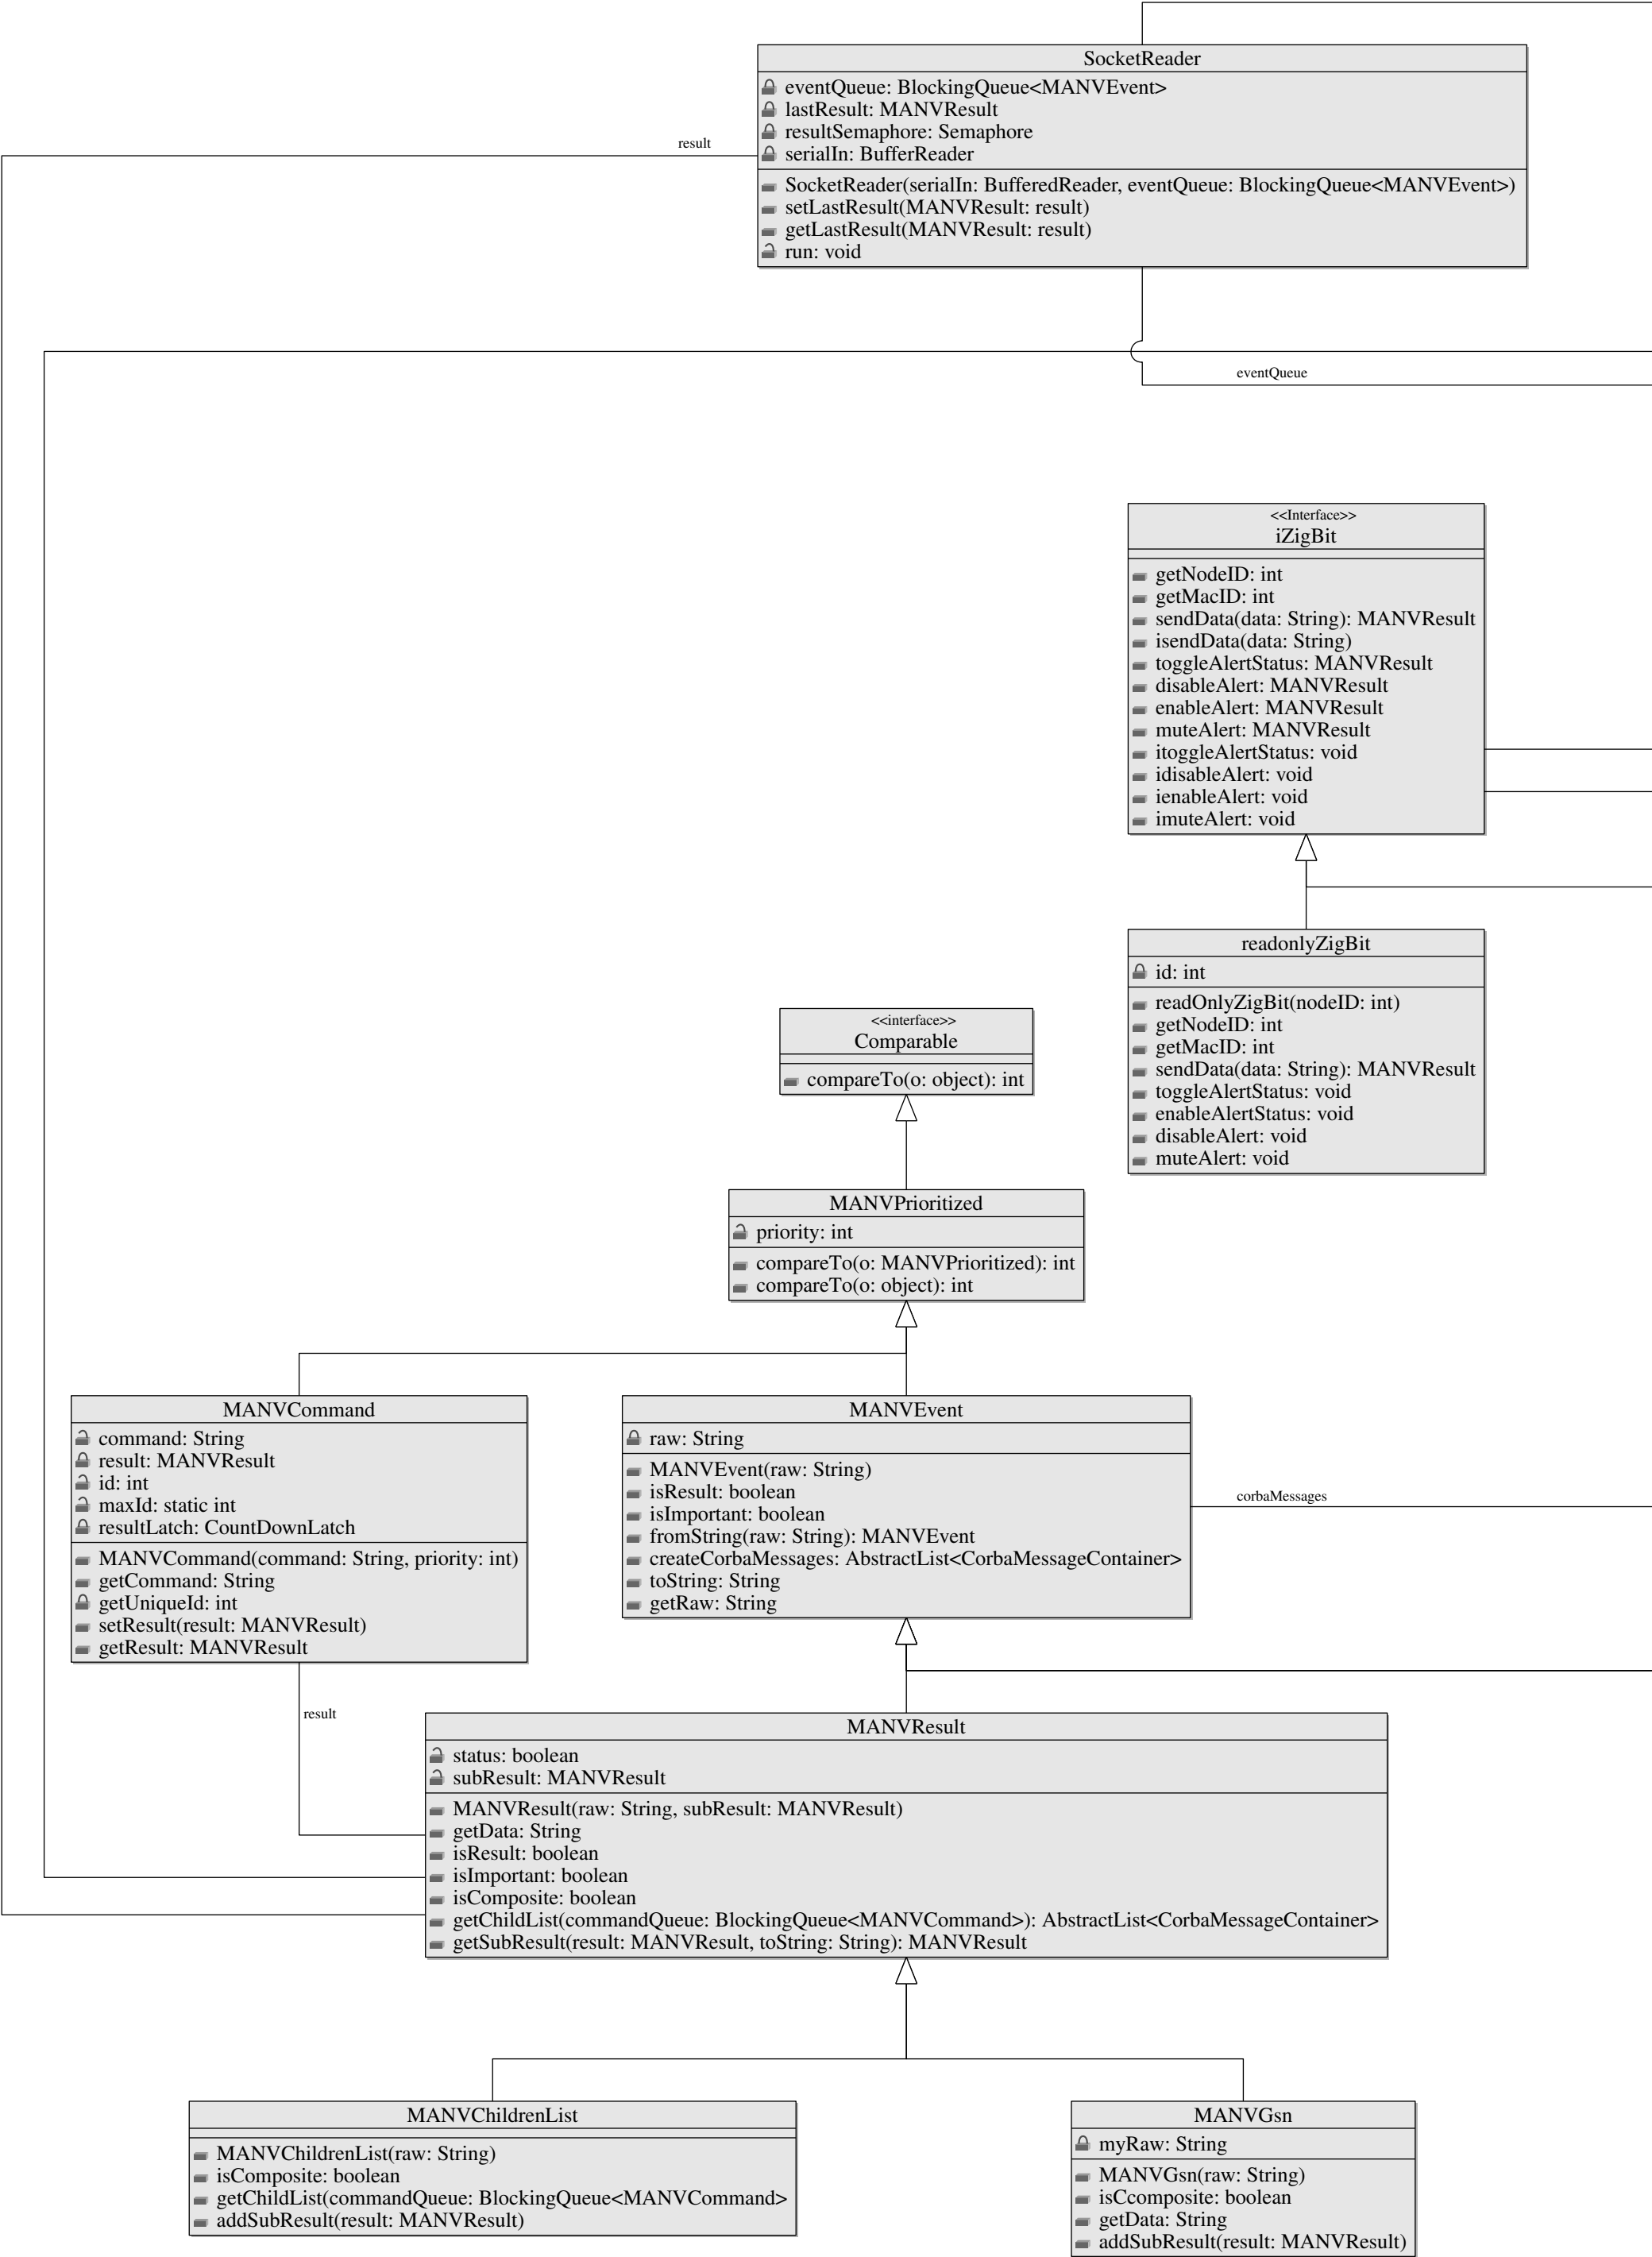 SocketReader
eventQueue: BlockingQueue<MANVEvent>
lastResult: MANVResult
resultSemaphore: Semaphore
serialIn: BufferReader
SocketReader(serialIn: BufferedReader, eventQueue: BlockingQueue<MANVEvent>)
setLastResult(MANVResult: result)
getLastResult(MANVResult: result)
run: void
result
eventQueue
<<Interface>>
iZigBit
getNodeID: int
getMacID: int
sendData(data: String): MANVResult
isendData(data: String)
toggleAlertStatus: MANVResult
disableAlert: MANVResult
enableAlert: MANVResult
muteAlert: MANVResult
itoggleAlertStatus: void
idisableAlert: void
ienableAlert: void
imuteAlert: void
readonlyZigBit
id: int
readOnlyZigBit(nodeID: int)
getNodeID: int
getMacID: int
sendData(data: String): MANVResult
toggleAlertStatus: void
enableAlertStatus: void
disableAlert: void
muteAlert: void
<<interface>>
Comparable
compareTo(o: object): int
MANVPrioritized
priority: int
compareTo(o: MANVPrioritized): int
compareTo(o: object): int
MANVCommand
command: String
result: MANVResult
id: int
maxId: static int
resultLatch: CountDownLatch
MANVCommand(command: String, priority: int)
getCommand: String
getUniqueId: int
setResult(result: MANVResult)
getResult: MANVResult
MANVEvent
raw: String
MANVEvent(raw: String)
isResult: boolean
isImportant: boolean
fromString(raw: String): MANVEvent
createCorbaMessages: AbstractList<CorbaMessageContainer>
toString: String
getRaw: String
corbaMessages
result
MANVResult
status: boolean
subResult: MANVResult
MANVResult(raw: String, subResult: MANVResult)
getData: String
isResult: boolean
isImportant: boolean
isComposite: boolean
getChildList(commandQueue: BlockingQueue<MANVCommand>): AbstractList<CorbaMessageContainer>
getSubResult(result: MANVResult, toString: String): MANVResult
MANVChildrenList
MANVChildrenList(raw: String)
isComposite: boolean
getChildList(commandQueue: BlockingQueue<MANVCommand>
addSubResult(result: MANVResult)
MANVGsn
myRaw: String
MANVGsn(raw: String)
isCcomposite: boolean
getData: String
addSubResult(result: MANVResult)